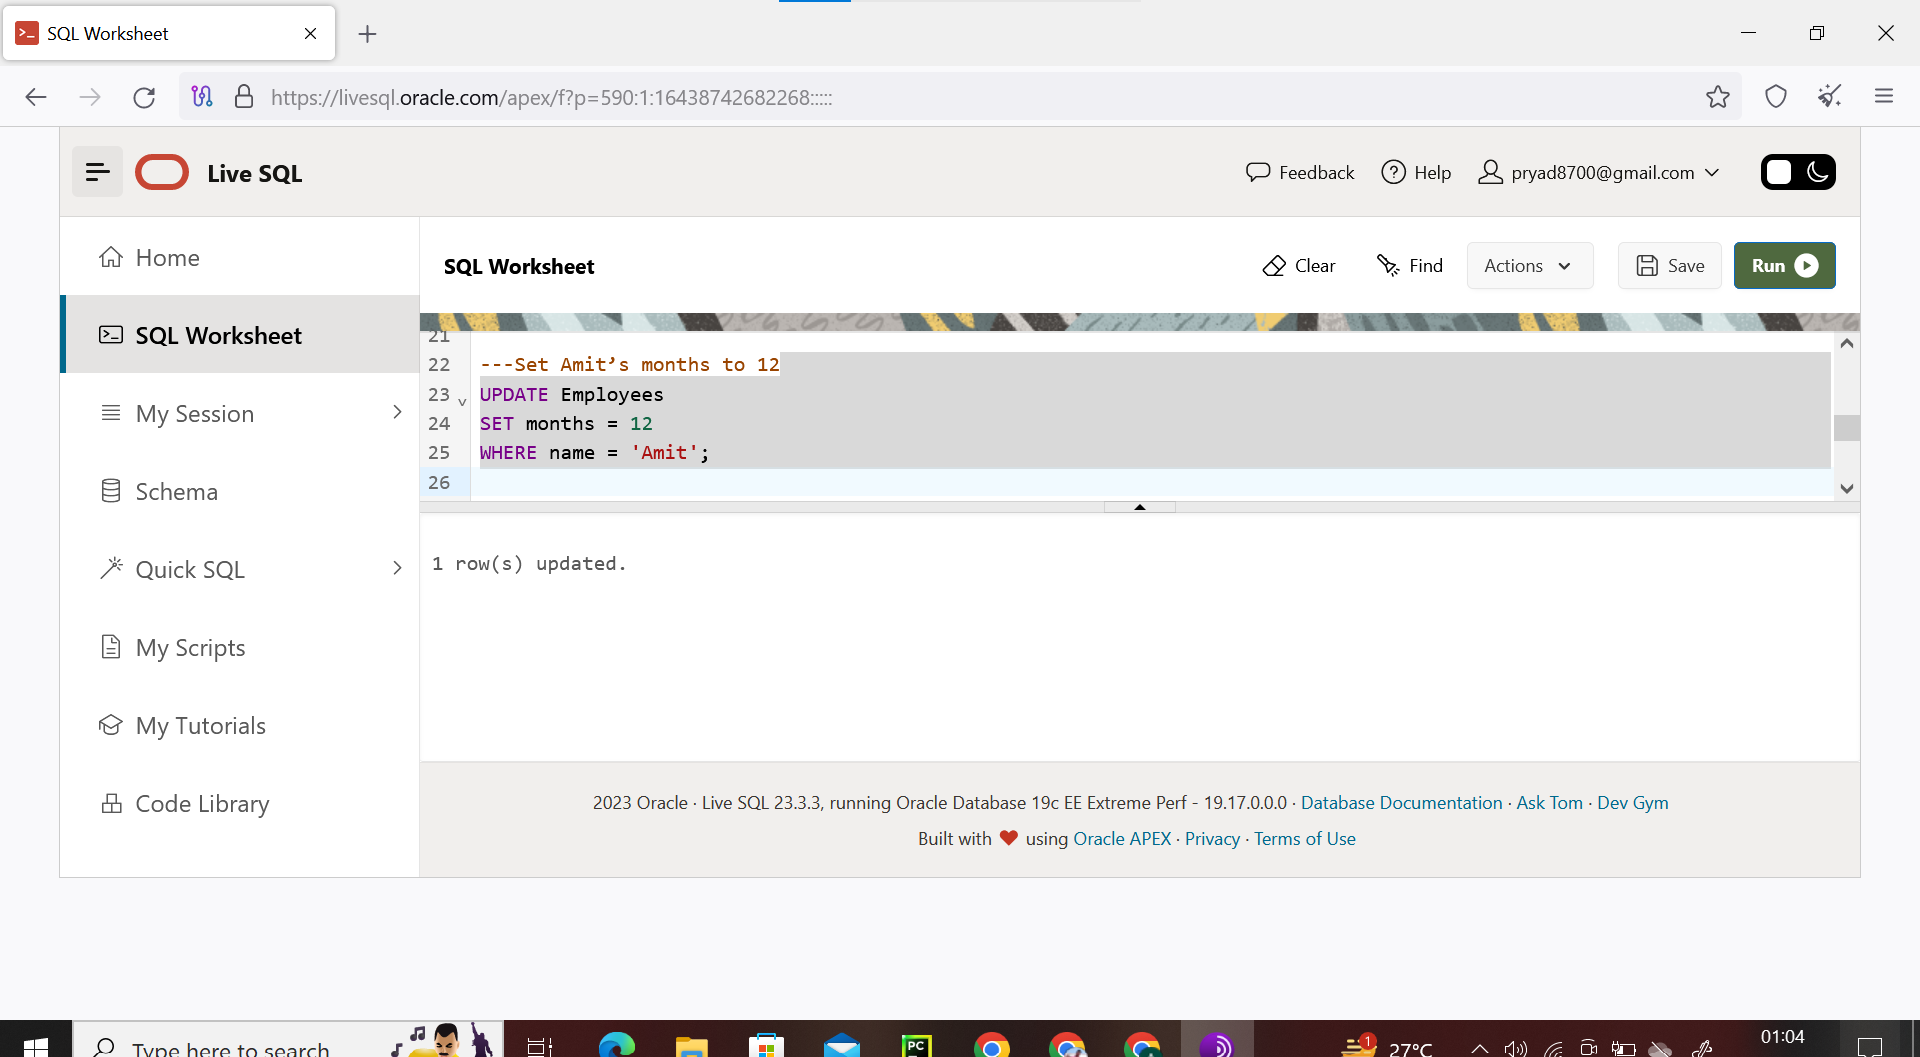 SQL Worksheet
https://livesql.oracle.com/apex/f?p=590:1:16438742682268:::::
Live SQL
Feedback
Help
pryad8700@gmail.com
Home
SQL Worksheet
My Session
Schema
Quick SQL
My Scripts
My Tutorials
Code Library
SQL Worksheet
Clear
Find
Actions
Save
Run
21
22 ---Set Amit’s months to 12
23 UPDATE Employees
24 SET months = 12
25 WHERE name = 'Amit';
26
1 row(s) updated.
2023 Oracle · Live SQL 23.3.3, running Oracle Database 19c EE Extreme Perf - 19.17.0.0.0 · Database Documentation · Ask Tom · Dev Gym
Built with ❤ using Oracle APEX · Privacy · Terms of Use
Type here to search
PC
1
27°C
01:04